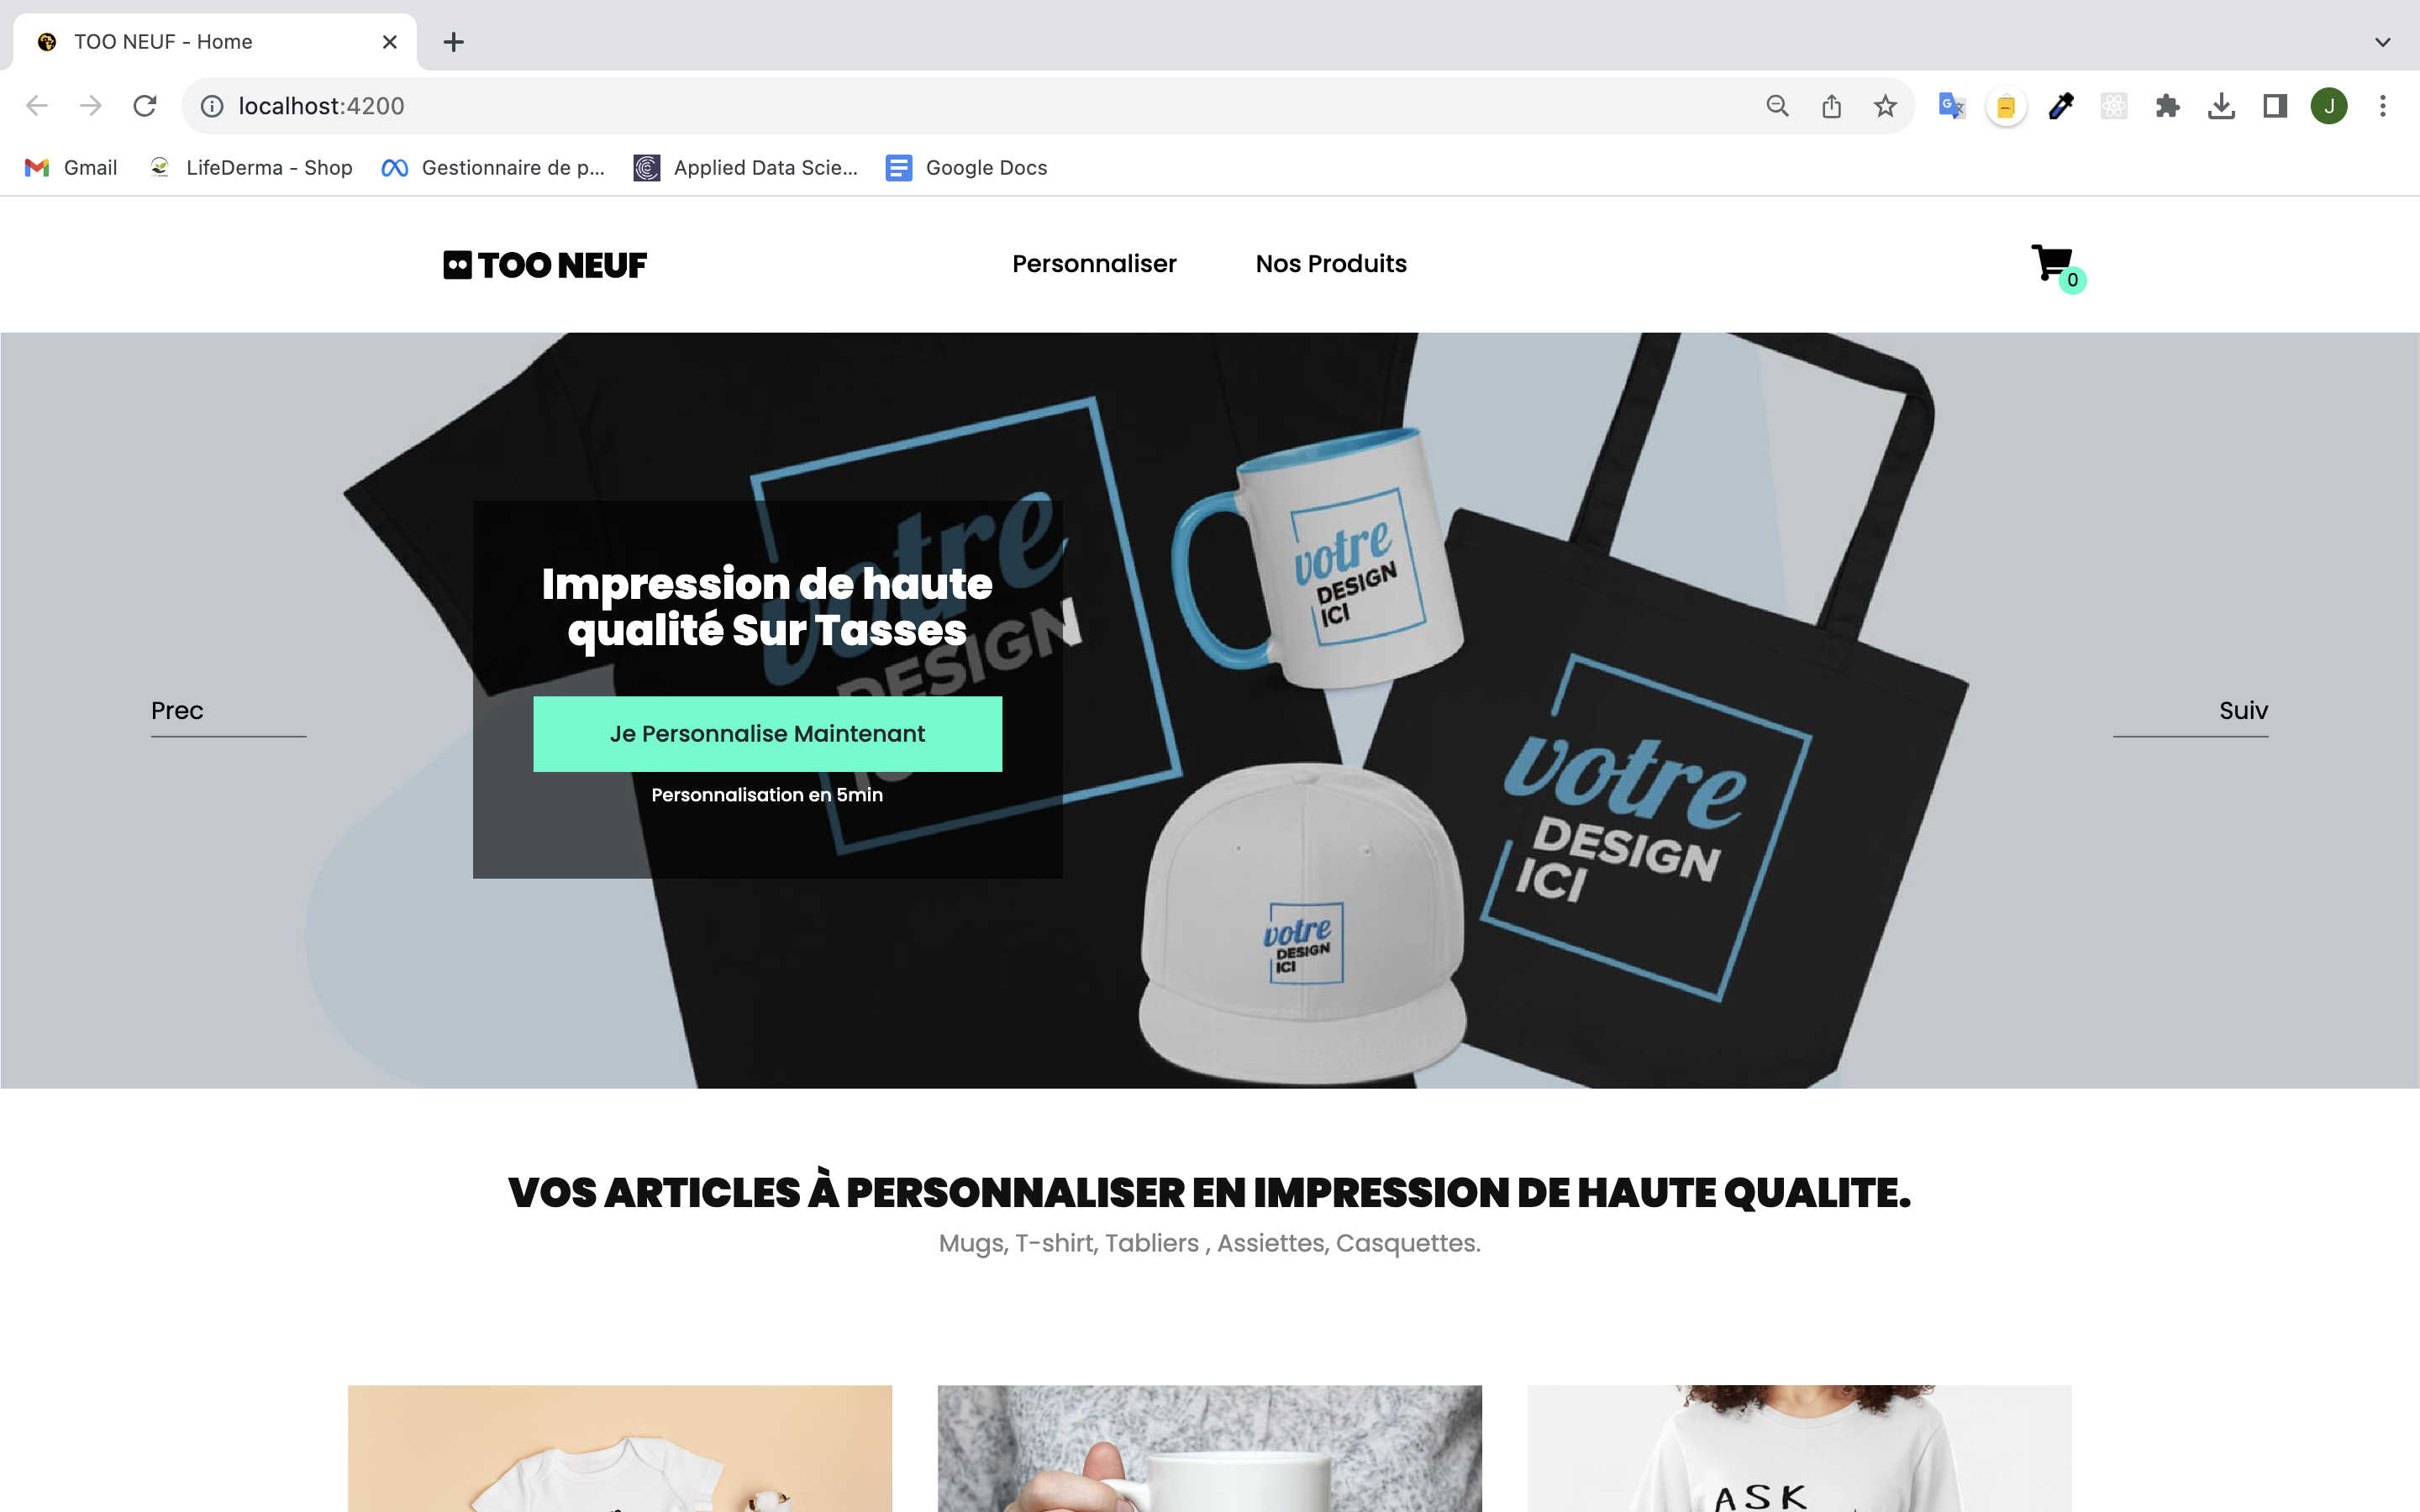 TOO NEUF - Home
localhost:4200
Gmail
LifeDerma - Shop
Gestionnaire de p...
Applied Data Scie...
Google Docs
J
TOO NEUF
Personnaliser
Nos Produits
0
votre
DESIGN
Impression de haute
qualité Sur Tasses
Je Personnalise Maintenant
Personnalisation en 5min
Prec
Suiv
votre
DESIGN
ICI
votre
DESIGN
ICI
votre
DESIGN
ICI
VOS ARTICLES À PERSONNALISER EN IMPRESSION DE HAUTE QUALITE.
Mugs, T-shirt, Tabliers , Assiettes, Casquettes.
ASK